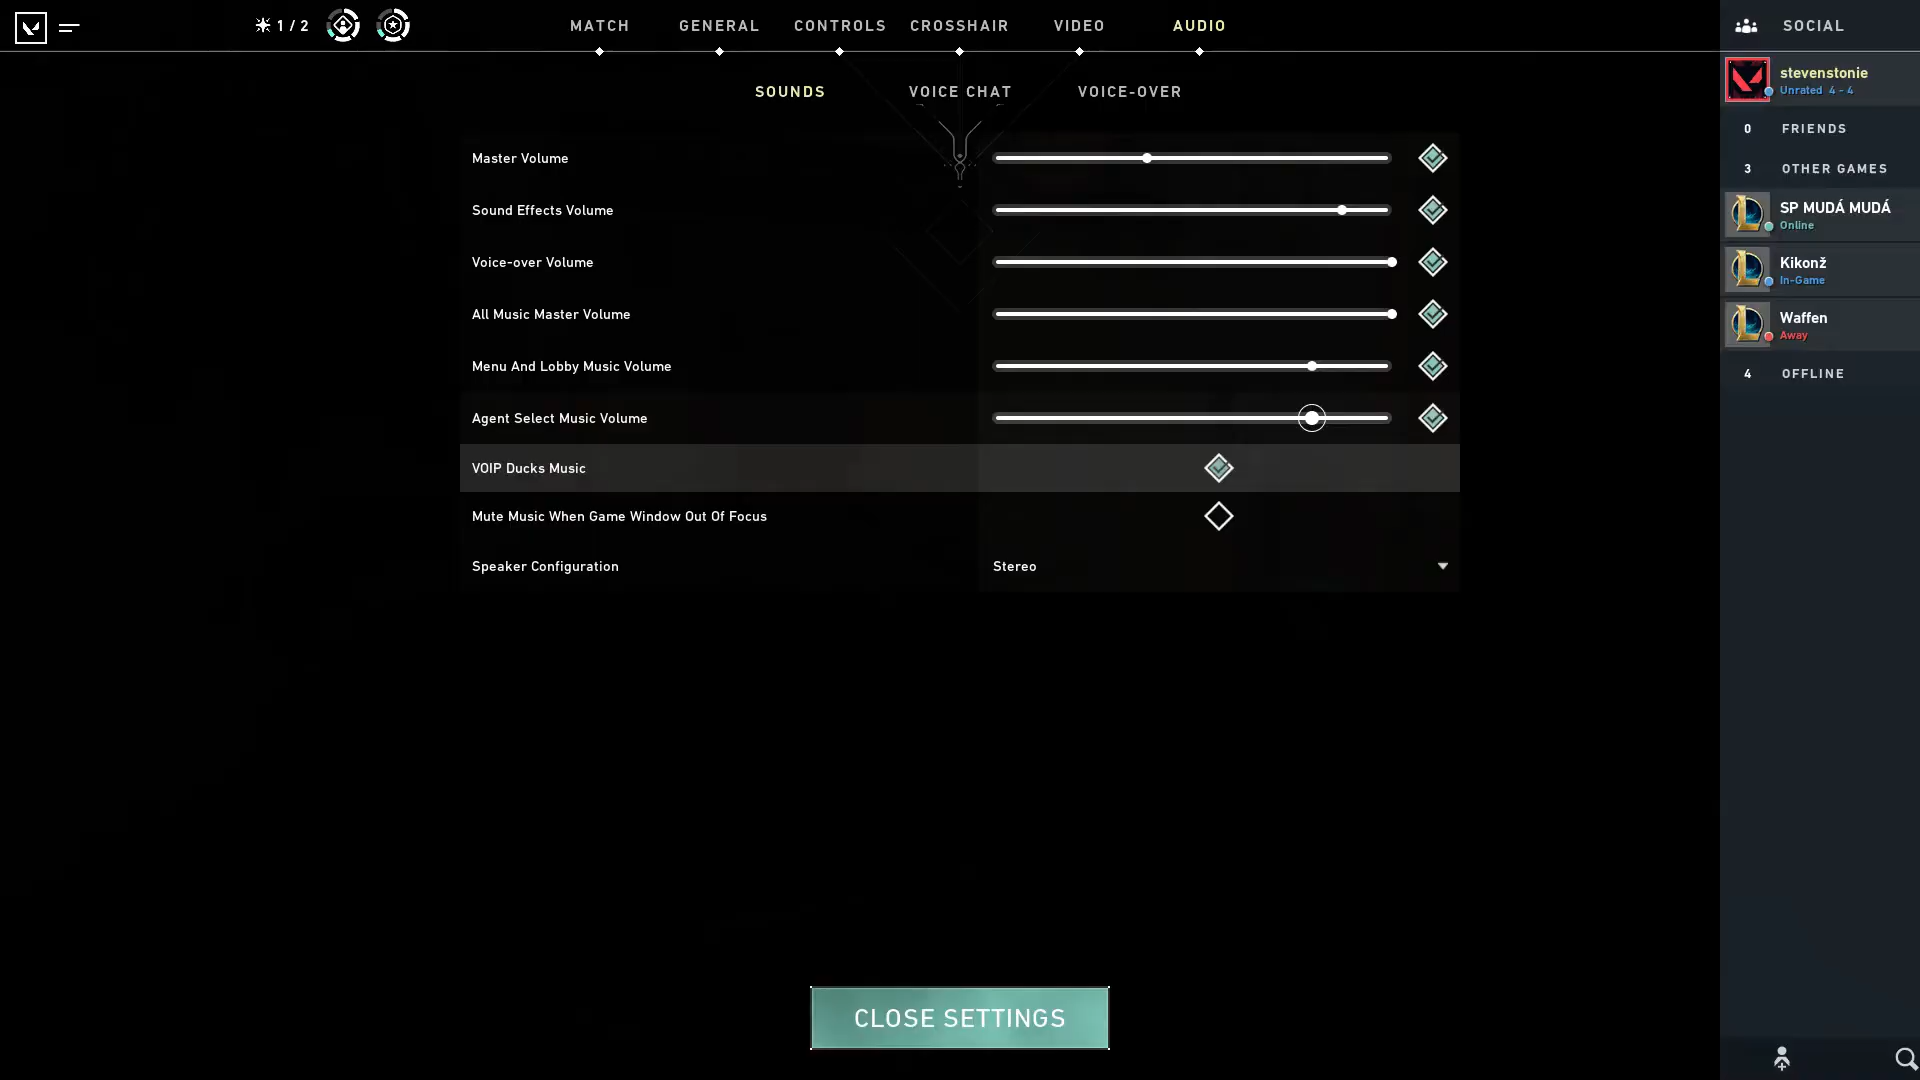 1 / 2
MATCH
GENERAL
CONTROLS
CROSSHAIR
VIDEO
AUDIO
SOUNDS
VOICE CHAT
VOICE-OVER
Master Volume
Sound Effects Volume
Voice-over Volume
All Music Master Volume
Menu And Lobby Music Volume
Agent Select Music Volume
VOIP Ducks Music
Mute Music When Game Window Out Of Focus
Speaker Configuration
Stereo
CLOSE SETTINGS
SOCIAL
stevenstonie
Unrated 4 - 4
0 FRIENDS
3 OTHER GAMES
SP MUDÁ MUDÁ
Online
Kikonž
In-Game
Waffen
Away
4 OFFLINE